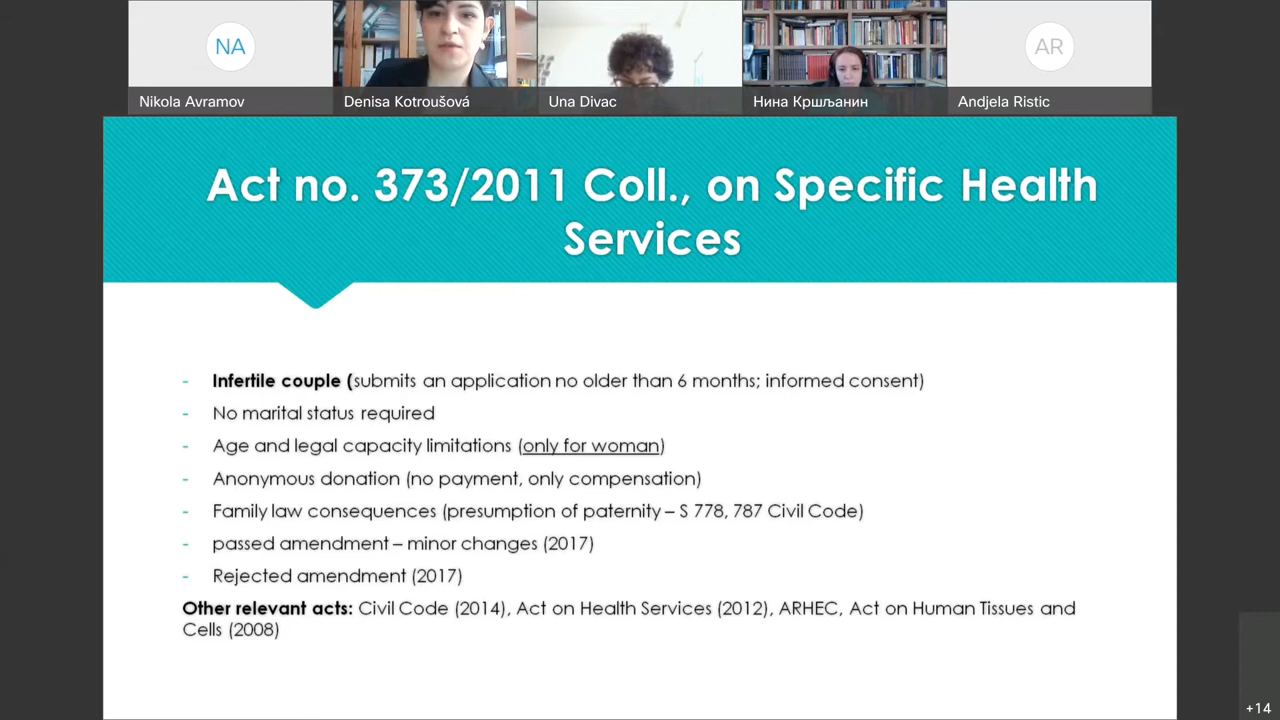 NA
AR
Nikola Avramov
Denisa Kotroušová
Una Divac
Нина Кршљанин
Andjela Ristic
Act no. 373/2011 Coll., on Specific Health
Services
- Infertile couple (submits an application no older than 6 months; informed consent)
- No marital status required
- Age and legal capacity limitations (only for woman)
- Anonymous donation (no payment, only compensation)
- Family law consequences (presumption of paternity – S 778, 787 Civil Code)
- passed amendment – minor changes (2017)
- Rejected amendment (2017)
Other relevant acts: Civil Code (2014), Act on Health Services (2012), ARHEC, Act on Human Tissues and
Cells (2008)
+14